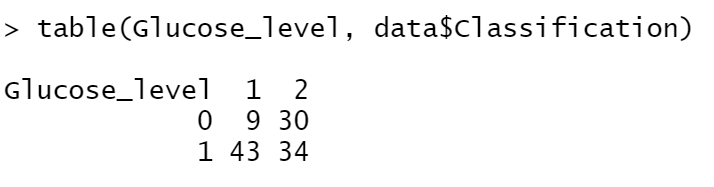 > table(Glucose_level, data$Classification)
Glucose_level 1 2
0 9 30
1 43 34